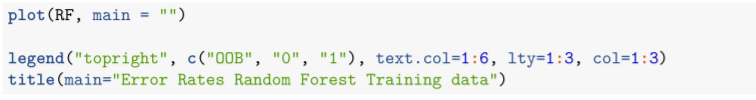 plot(RF, main = "")
legend("topright", c("OOB", "0", "1"), text.col=1:6, lty=1:3, col=1:3)
title(main="Error Rates Random Forest Training data")